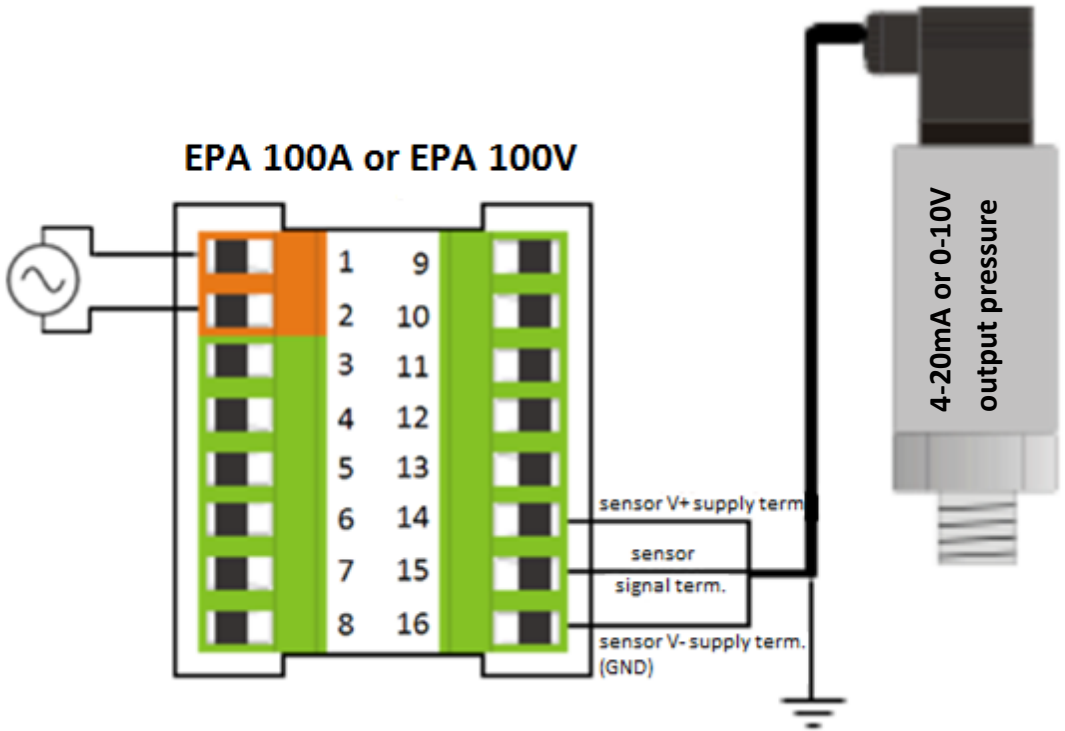 EPA 100A or EPA 100V
1 9
2 10
3 11
4 12
5 13
6 14
7 15
8 16
sensor V+ supply term
sensor
signal term.
sensor V- supply term.
(GND)
4-20mA or 0-10V
output pressure